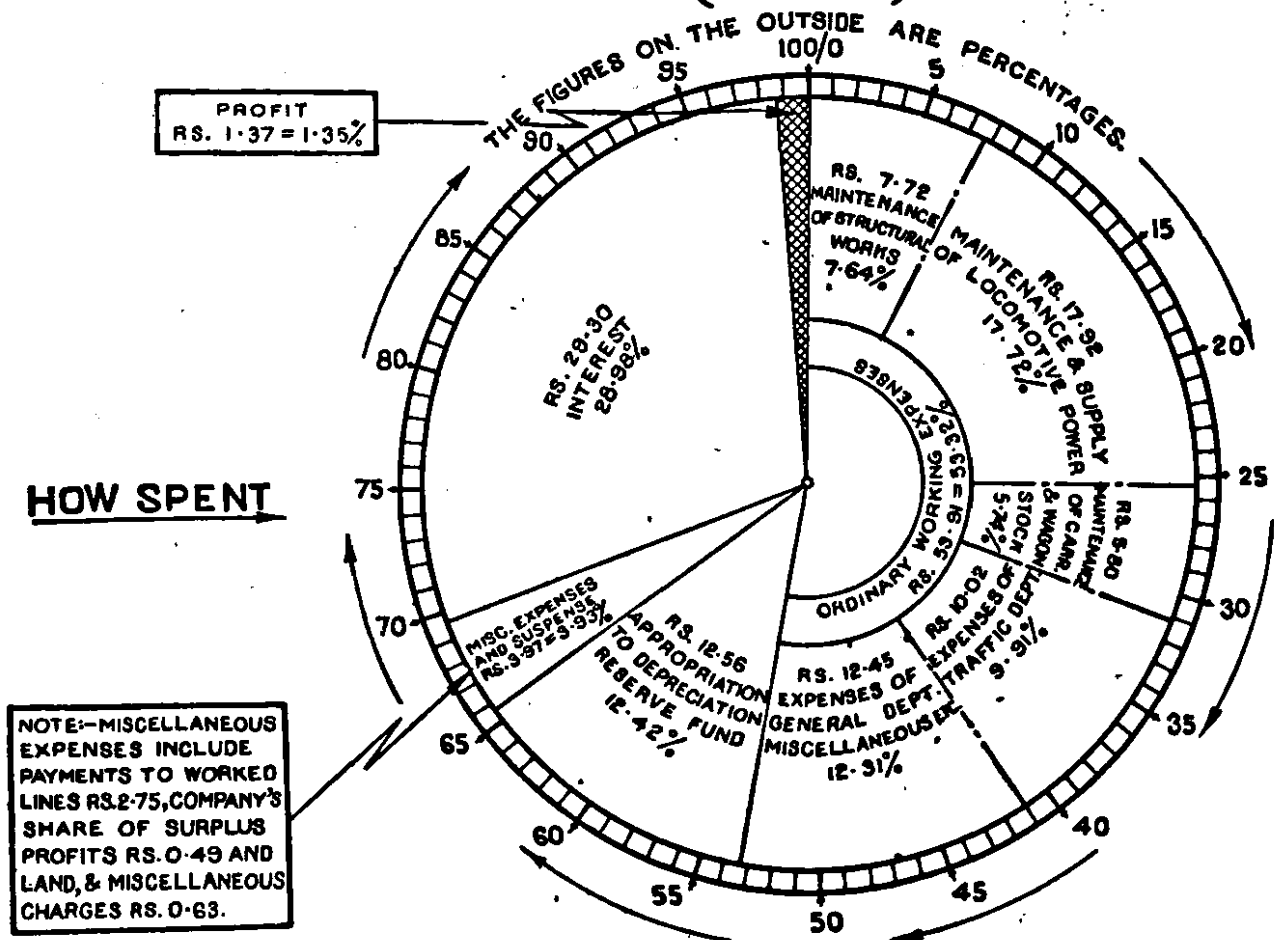 THE FIGURES ON THE OUTSIDE ARE PERCENTAGES.
100/0
5
10
15
20
25
30
35
40
45
50
55
60
65
70
75
80
85
90
95
PROFIT
RS. 1·37 = 1·35%
RS. 7·72
MAINTENANCE
OF STRUCTURAL
WORKS
7·64%
RS. 17·92
MAINTENANCE & SUPPLY
OF LOCOMOTIVE POWER
17·72%
RS. 5·80
MAINTENANCE
OF CARR.
& WAGON
STOCK
5·74%
RS. 10·02
EXPENSES OF
TRAFFIC DEPT.
9·91%
RS. 12·45
EXPENSES OF
GENERAL DEPT.
MISCELLANEOUS
12·31%
ORDINARY WORKING EXPENSES
RS. 53·91 = 53·32%
RS. 12·56
APPROPRIATION
TO DEPRECIATION
RESERVE FUND
12·42%
MISC. EXPENSES
AND SUSPENSE
RS. 3·97 = 3·93%
RS. 29·30
INTEREST
28·98%
HOW SPENT
NOTE:-MISCELLANEOUS
EXPENSES INCLUDE
PAYMENTS TO WORKED
LINES RS.2·75, COMPANY'S
SHARE OF SURPLUS
PROFITS RS. 0·49 AND
LAND, & MISCELLANEOUS
CHARGES RS. 0·63.